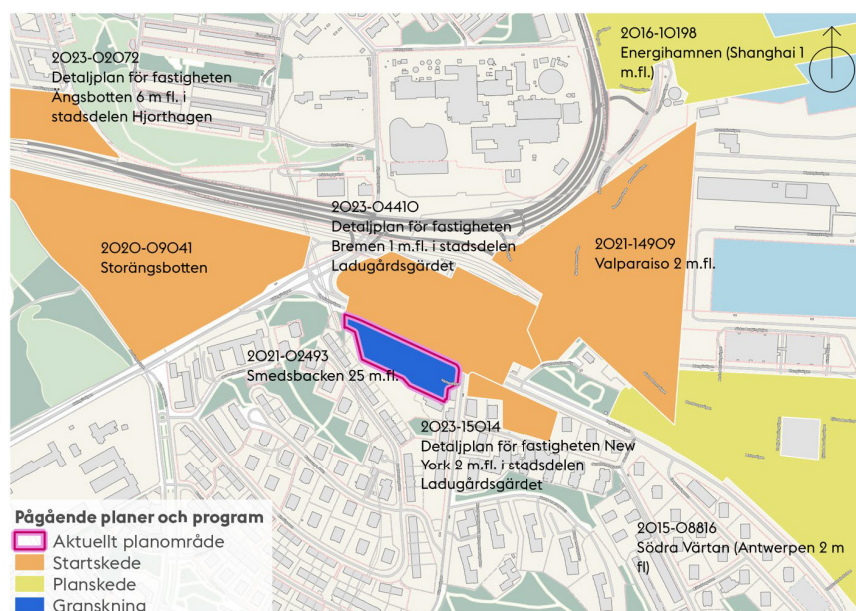 2023-02072
Detaljplan för fastigheten
Ängsbotten 6 m fl. i
stadsdelen Hjorthagen
2016-10198
Energihamnen (Shanghai 1
m.fl.)
2023-04410
Detaljplan för fastigheten
Bremen 1 m.fl. i stadsdelen
Ladugårdsgärdet
2020-09041
Storängsbotten
2021-14909
Valparaiso 2 m.fl.
2021-02493
Smedsbacken 25 m.fl.
2023-15014
Detaljplan för fastigheten New
York 2 m.fl. i stadsdelen
Ladugårdsgärdet
2015-08816
Södra Värtan (Antwerpen 2 m
fl)
Pågående planer och program
Aktuellt planområde
Startskede
Planskede
Granskning